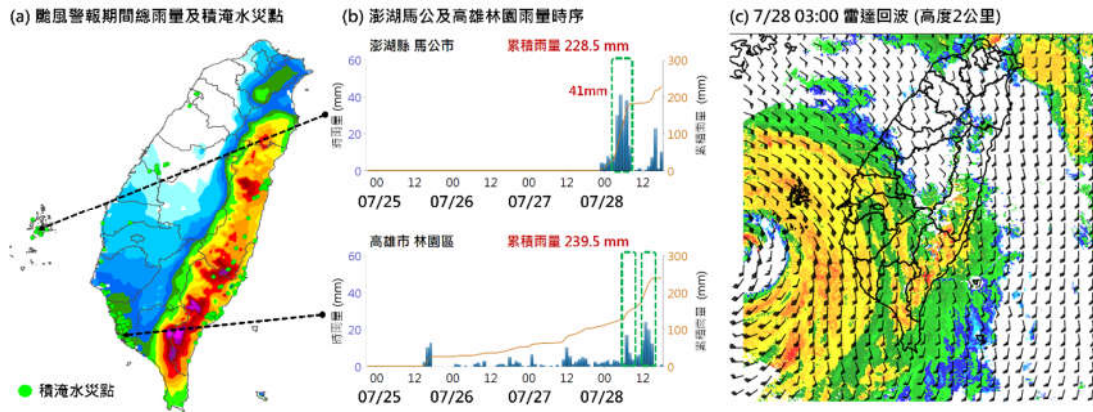 (a) 颱風警報期間總雨量及積淹水災點
積淹水災點
(b) 澎湖馬公及高雄林園雨量時序
澎湖縣 馬公市
累積雨量 228.5 mm
60
40
20
0
時雨量 (mm)
41mm
300
200
100
0
累積雨量 (mm)
00 12 00 12 00 12 00 12
07/25 07/26 07/27 07/28
高雄市 林園區
累積雨量 239.5 mm
60
40
20
0
時雨量 (mm)
300
200
100
0
累積雨量 (mm)
00 12 00 12 00 12 00 12
07/25 07/26 07/27 07/28
(c) 7/28 03:00 雷達回波 (高度2公里)